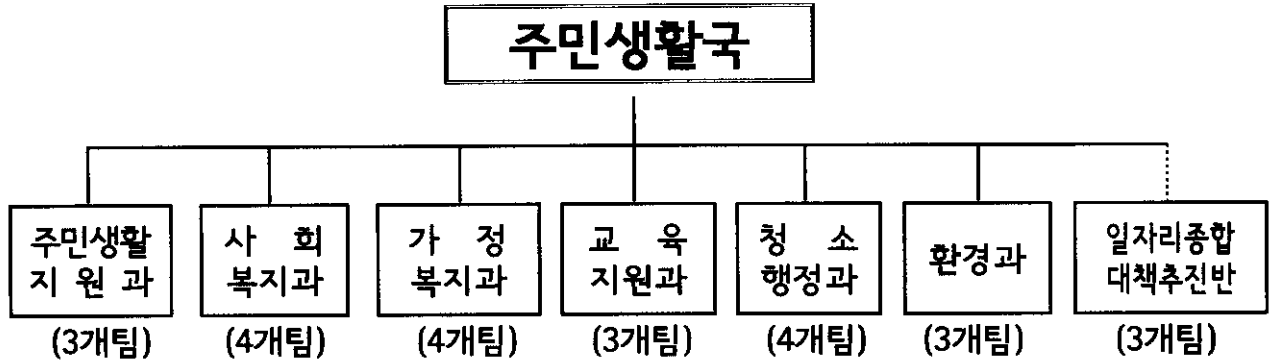 주민생활국
주민생활
지 원 과
(3개팀)
사 회
복지과
(4개팀)
가 정
복지과
(4개팀)
교 육
지원과
(3개팀)
청 소
행정과
(4개팀)
환경과
(3개팀)
일자리종합
대책추진반
(3개팀)